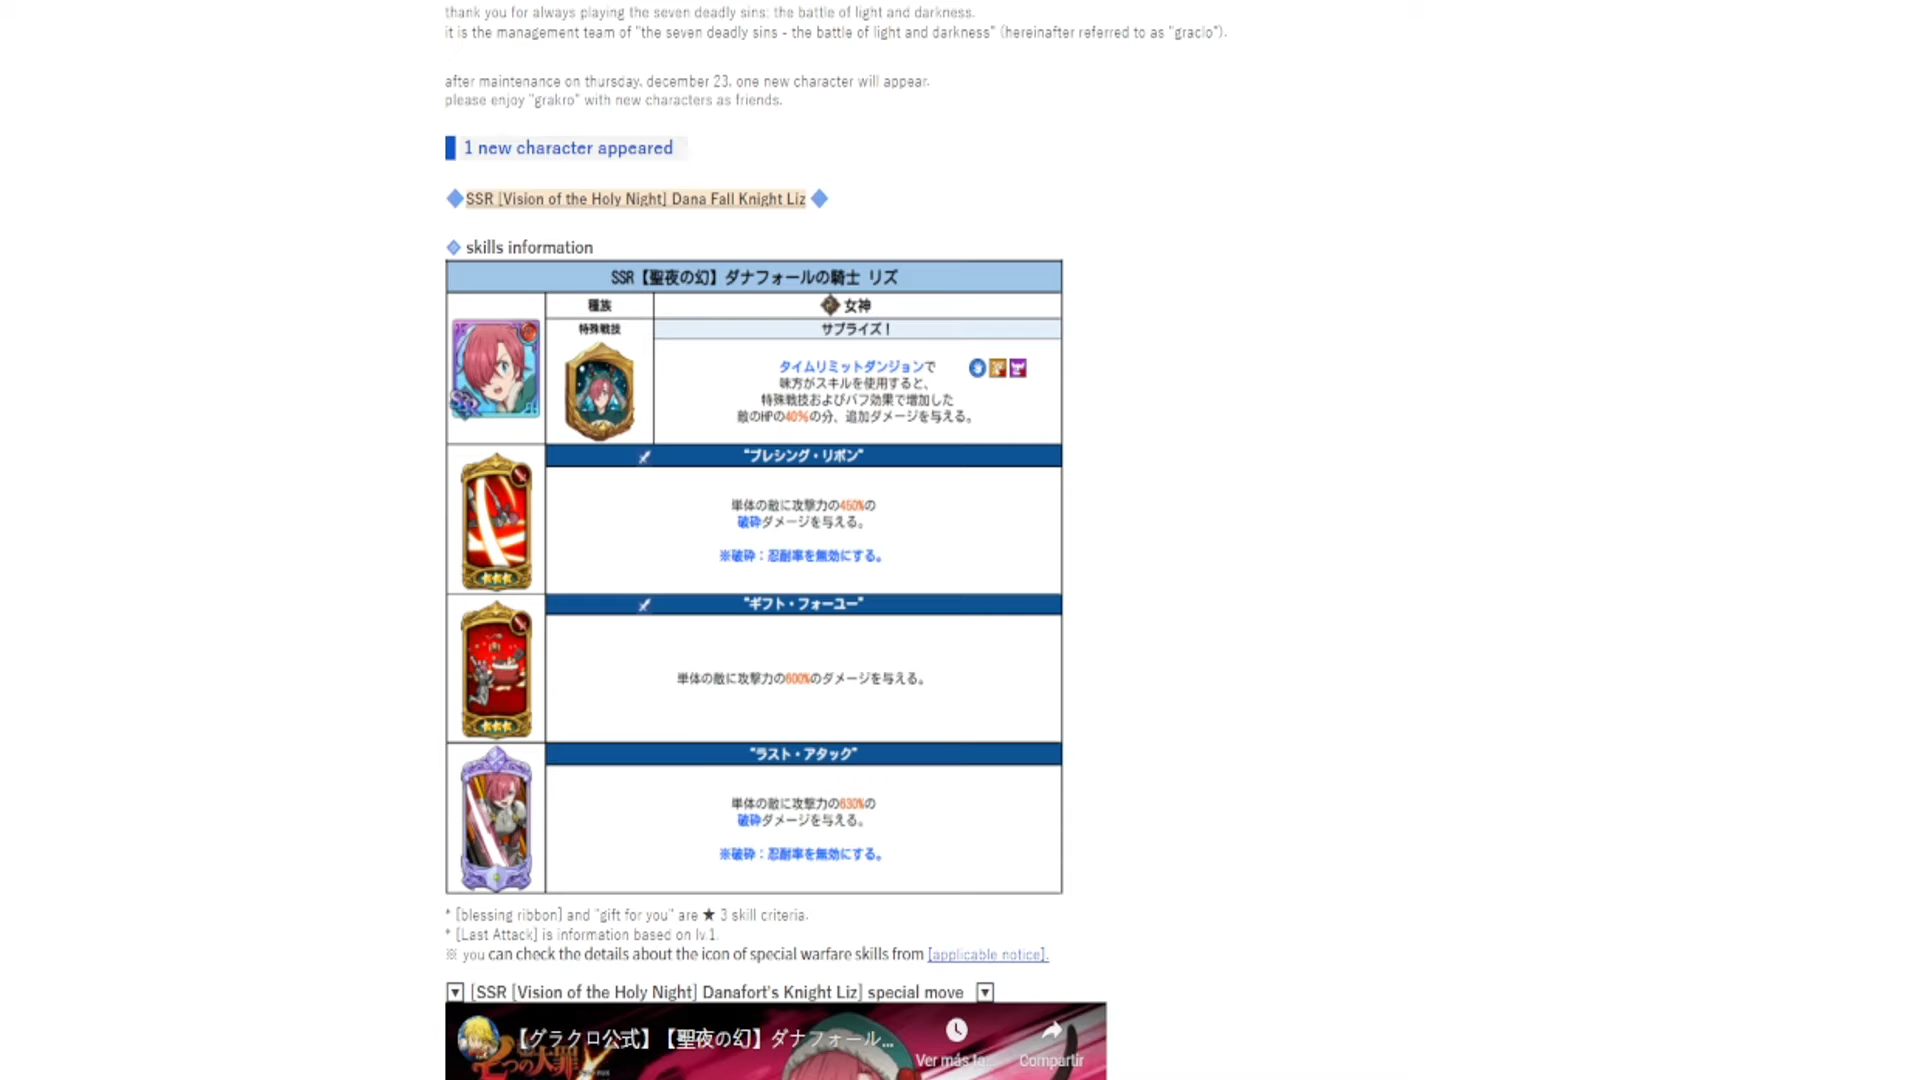 thank you for always playing the seven deadly sins: the battle of light and darkness.
it is the management team of "the seven deadly sins - the battle of light and darkness" (hereinafter referred to as "graclo").
after maintenance on thursday, december 23, one new character will appear.
please enjoy "grakro" with new characters as friends.
1 new character appeared
SSR [Vision of the Holy Night] Dana Fall Knight Liz
skills information
SSR【聖夜の幻】ダナフォールの騎士 リズ
種族
女神
特殊戦技
サプライズ！
タイムリミットダンジョンで
味方がスキルを使用すると、
特殊戦技およびバフ効果で増加した
敵のHPの40%の分、追加ダメージを与える。
SSR
"ブレシング・リボン"
単体の敵に攻撃力の450%の
破砕ダメージを与える。
※破砕：忍耐率を無効にする。
"ギフト・フォーユー"
単体の敵に攻撃力の600%のダメージを与える。
"ラスト・アタック"
単体の敵に攻撃力の630%の
破砕ダメージを与える。
※破砕：忍耐率を無効にする。
* [blessing ribbon] and "gift for you" are ★ 3 skill criteria.
* [Last Attack] is information based on lv.1.
※ you can check the details about the icon of special warfare skills from [applicable notice].
▼ [SSR [Vision of the Holy Night] Danafort's Knight Liz] special move ▼
【グラクロ公式】【聖夜の幻】ダナフォール...
Ver más ta
Compartir
七つの大罪